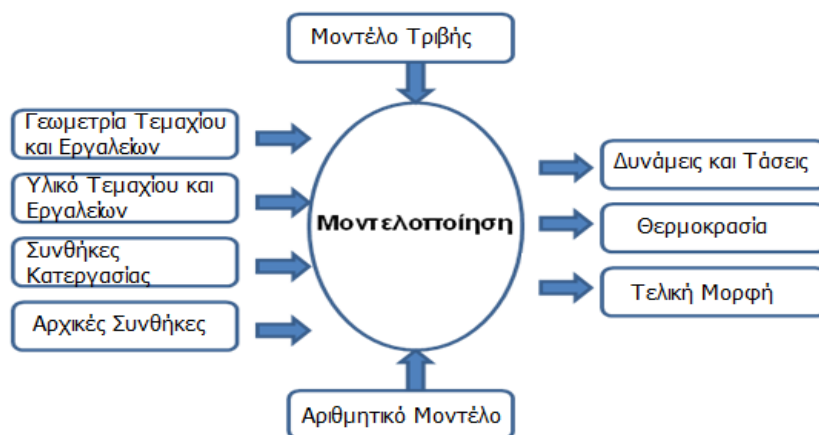 Μοντέλο Τριβής
Γεωμετρία Τεμαχίου
και Εργαλείων
Υλικό Τεμαχίου και
Εργαλείων
Συνθήκες
Κατεργασίας
Αρχικές Συνθήκες
Μοντελοποίηση
Δυνάμεις και Τάσεις
Θερμοκρασία
Τελική Μορφή
Αριθμητικό Μοντέλο